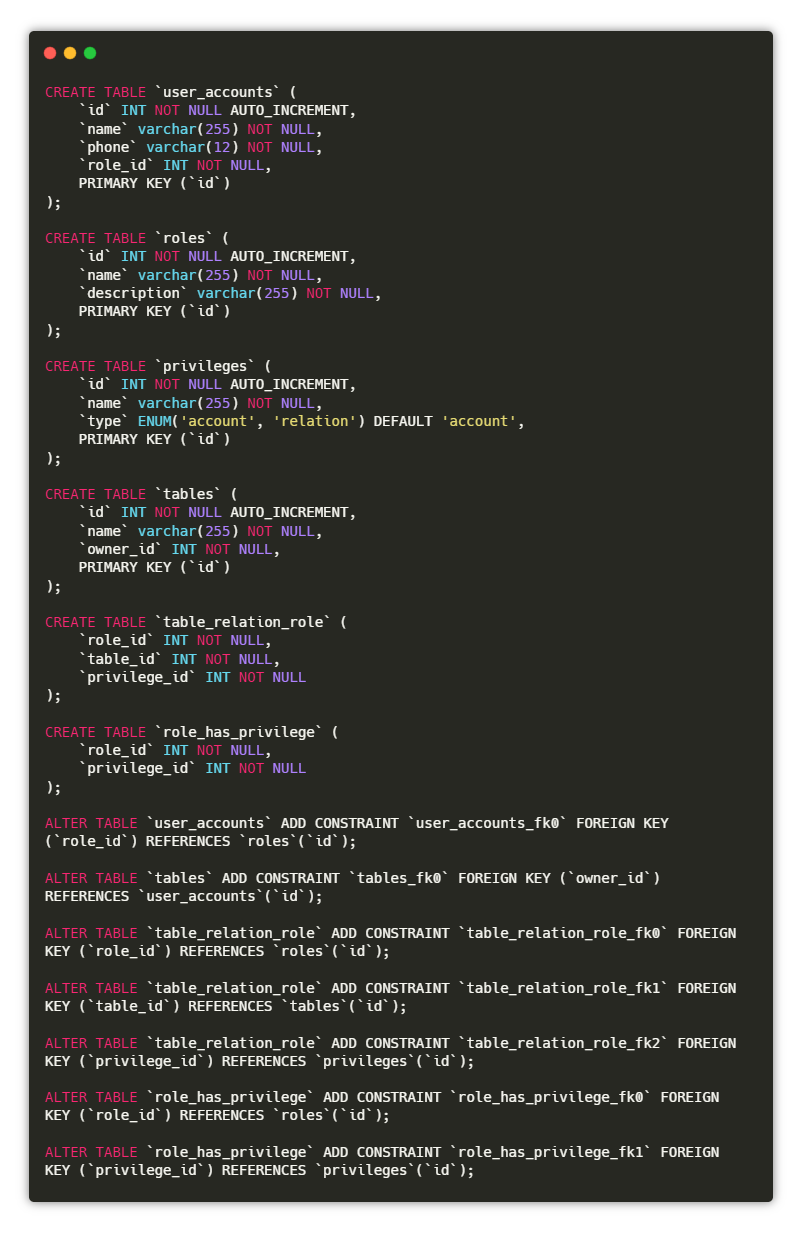 CREATE TABLE `user_accounts` (
    `id` INT NOT NULL AUTO_INCREMENT,
    `name` varchar(255) NOT NULL,
    `phone` varchar(12) NOT NULL,
    `role_id` INT NOT NULL,
    PRIMARY KEY (`id`)
);

CREATE TABLE `roles` (
    `id` INT NOT NULL AUTO_INCREMENT,
    `name` varchar(255) NOT NULL,
    `description` varchar(255) NOT NULL,
    PRIMARY KEY (`id`)
);

CREATE TABLE `privileges` (
    `id` INT NOT NULL AUTO_INCREMENT,
    `name` varchar(255) NOT NULL,
    `type` ENUM('account', 'relation') DEFAULT 'account',
    PRIMARY KEY (`id`)
);

CREATE TABLE `tables` (
    `id` INT NOT NULL AUTO_INCREMENT,
    `name` varchar(255) NOT NULL,
    `owner_id` INT NOT NULL,
    PRIMARY KEY (`id`)
);

CREATE TABLE `table_relation_role` (
    `role_id` INT NOT NULL,
    `table_id` INT NOT NULL,
    `privilege_id` INT NOT NULL
);

CREATE TABLE `role_has_privilege` (
    `role_id` INT NOT NULL,
    `privilege_id` INT NOT NULL
);

ALTER TABLE `user_accounts` ADD CONSTRAINT `user_accounts_fk0` FOREIGN KEY
(`role_id`) REFERENCES `roles`(`id`);

ALTER TABLE `tables` ADD CONSTRAINT `tables_fk0` FOREIGN KEY (`owner_id`)
REFERENCES `user_accounts`(`id`);

ALTER TABLE `table_relation_role` ADD CONSTRAINT `table_relation_role_fk0` FOREIGN
KEY (`role_id`) REFERENCES `roles`(`id`);

ALTER TABLE `table_relation_role` ADD CONSTRAINT `table_relation_role_fk1` FOREIGN
KEY (`table_id`) REFERENCES `tables`(`id`);

ALTER TABLE `table_relation_role` ADD CONSTRAINT `table_relation_role_fk2` FOREIGN
KEY (`privilege_id`) REFERENCES `privileges`(`id`);

ALTER TABLE `role_has_privilege` ADD CONSTRAINT `role_has_privilege_fk0` FOREIGN
KEY (`role_id`) REFERENCES `roles`(`id`);

ALTER TABLE `role_has_privilege` ADD CONSTRAINT `role_has_privilege_fk1` FOREIGN
KEY (`privilege_id`) REFERENCES `privileges`(`id`);